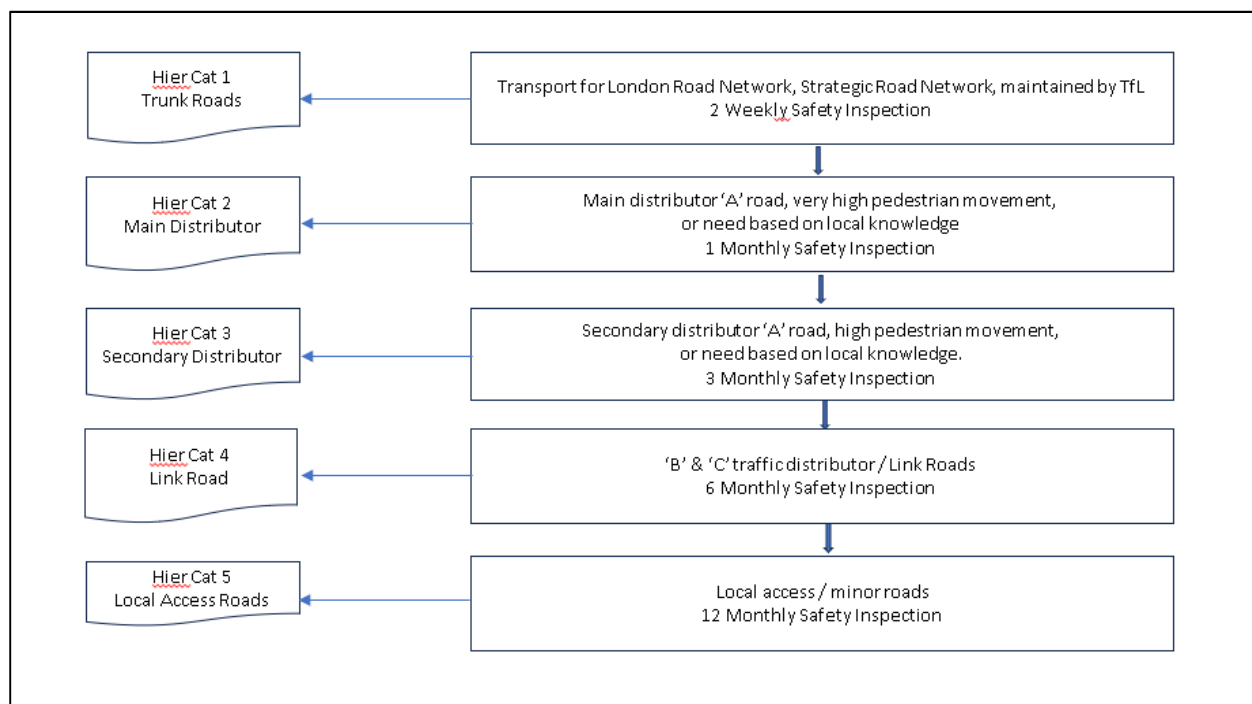 Hier Cat 1
Trunk Roads
Transport for London Road Network, Strategic Road Network, maintained by TfL
2 Weekly Safety Inspection
Hier Cat 2
Main Distributor
Main distributor ‘A’ road, very high pedestrian movement,
or need based on local knowledge
1 Monthly Safety Inspection
Hier Cat 3
Secondary Distributor
Secondary distributor ‘A’ road, high pedestrian movement,
or need based on local knowledge.
3 Monthly Safety Inspection
Hier Cat 4
Link Road
‘B’ & ‘C’ traffic distributor / Link Roads
6 Monthly Safety Inspection
Hier Cat 5
Local Access Roads
Local access / minor roads
12 Monthly Safety Inspection